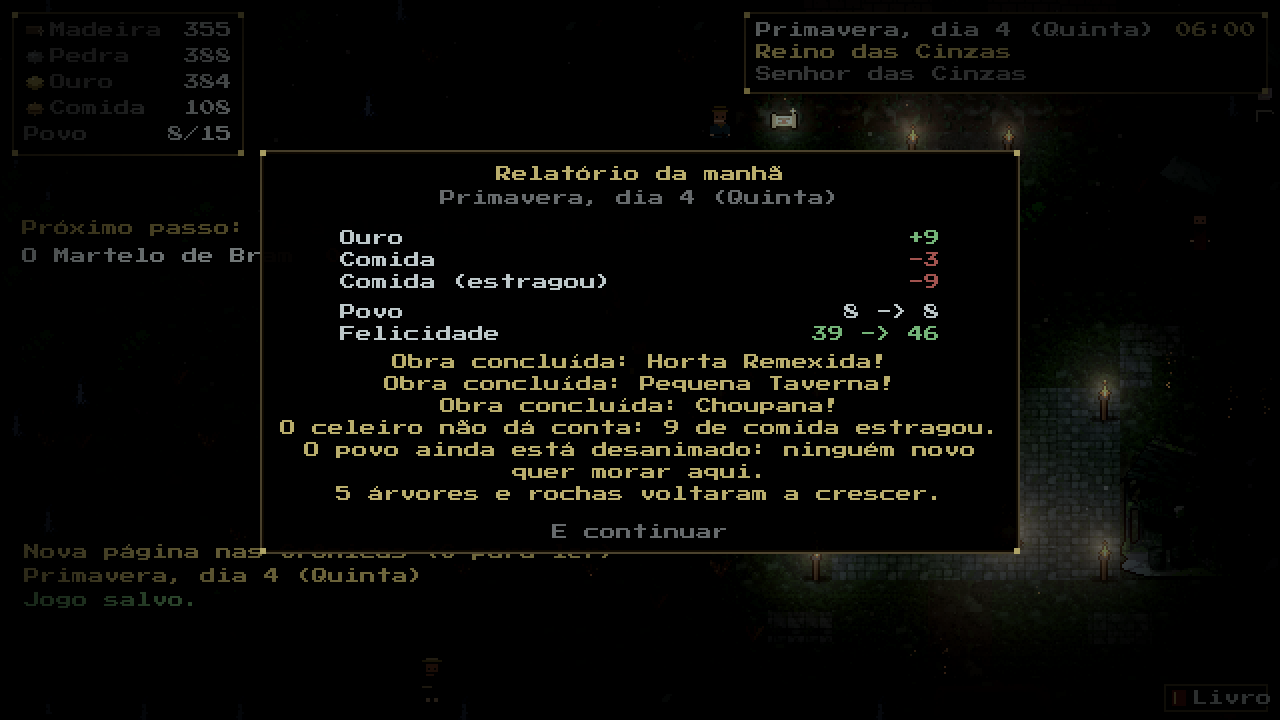 Madeira 355
Pedra 388
Ouro 384
Comida 108
Povo 8/15
Primavera, dia 4 (Quinta) 06:00
Reino das Cinzas
Senhor das Cinzas
Próximo passo:
O Martelo de Bram
Relatório da manhã
Primavera, dia 4 (Quinta)
Ouro +9
Comida -3
Comida (estragou) -9
Povo 8 -> 8
Felicidade 39 -> 46
Obra concluída: Horta Remexida!
Obra concluída: Pequena Taverna!
Obra concluída: Choupana!
O celeiro não dá conta: 9 de comida estragou.
O povo ainda está desanimado: ninguém novo
quer morar aqui.
5 árvores e rochas voltaram a crescer.
E continuar
Nova página nas crônicas
Primavera, dia 4 (Quinta)
Jogo salvo.
Livro